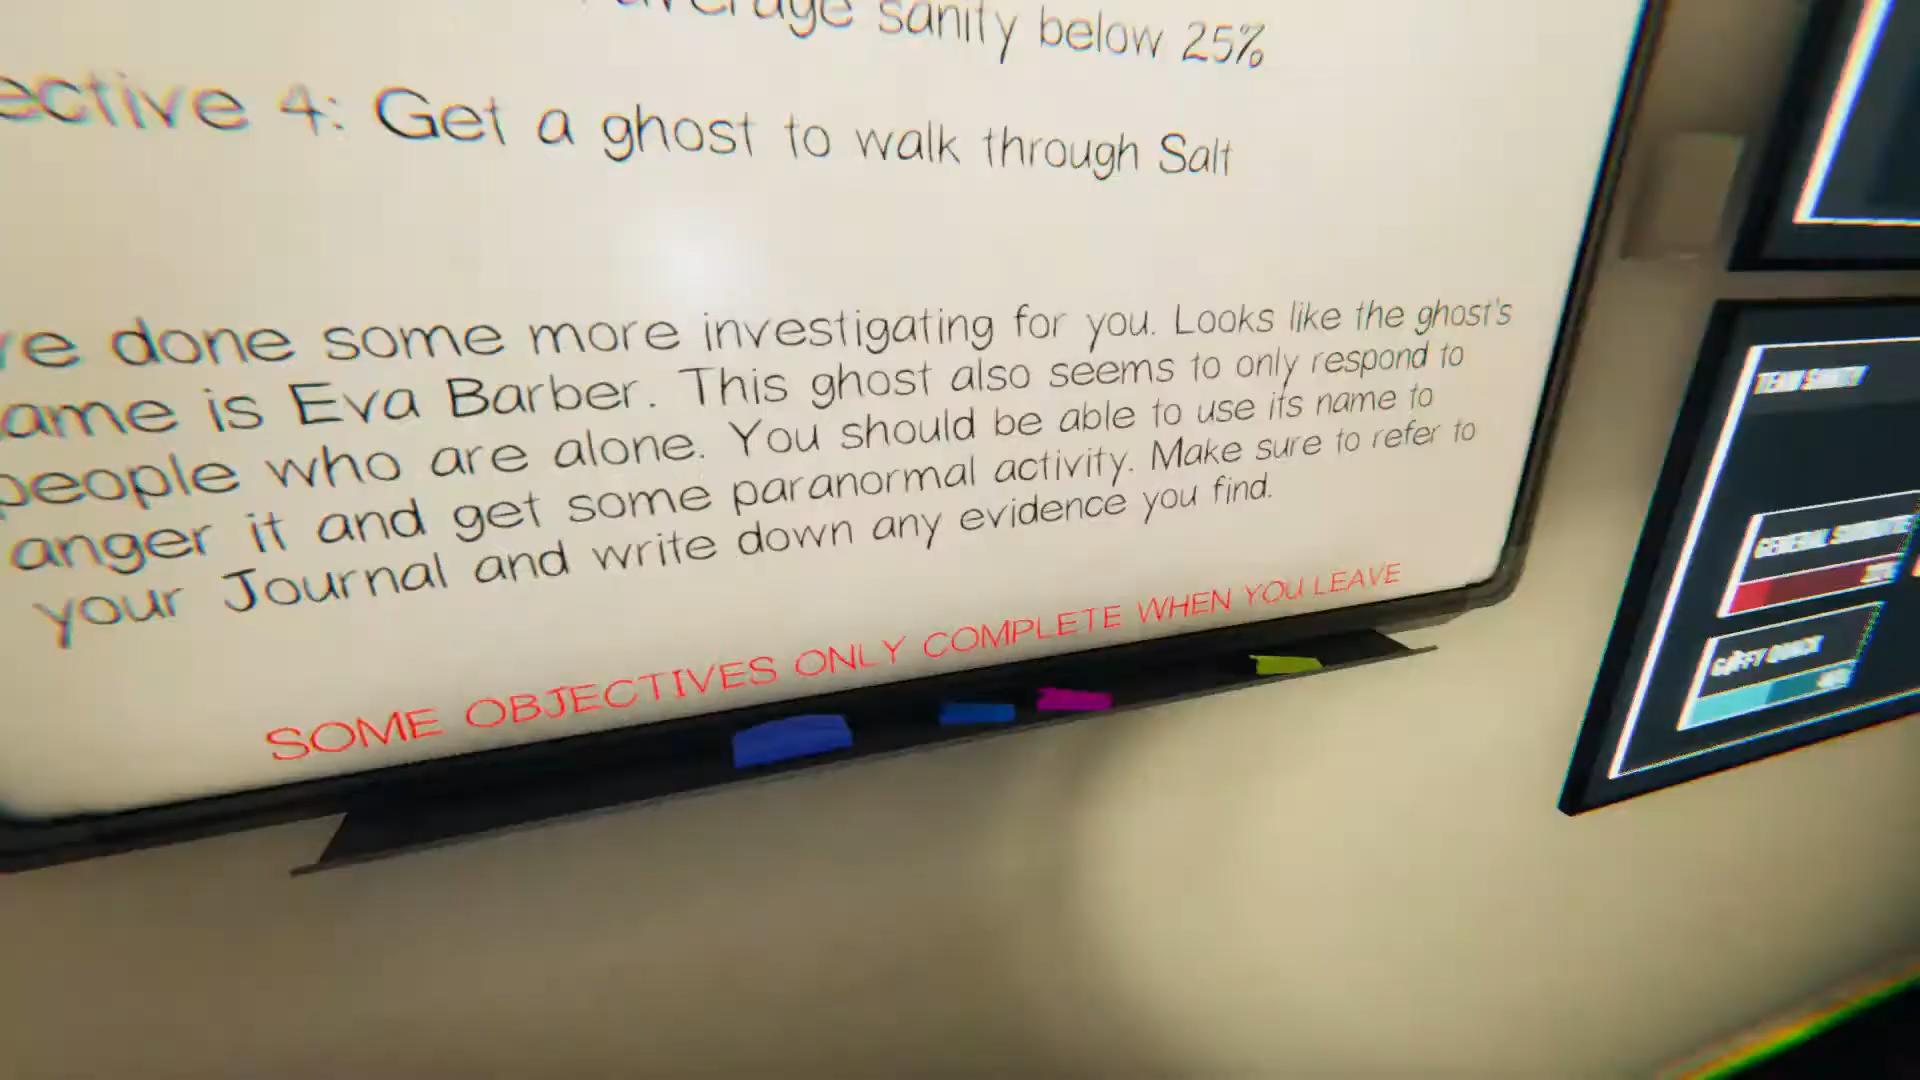 average sanity below 25%
ective 4: Get a ghost to walk through Salt
've done some more investigating for you. Looks like the ghost's
ame is Eva Barber. This ghost also seems to only respond to
people who are alone. You should be able to use its name to
anger it and get some paranormal activity. Make sure to refer to
your Journal and write down any evidence you find.
SOME OBJECTIVES ONLY COMPLETE WHEN YOU LEAVE
TEAM SANITY
GENERAL